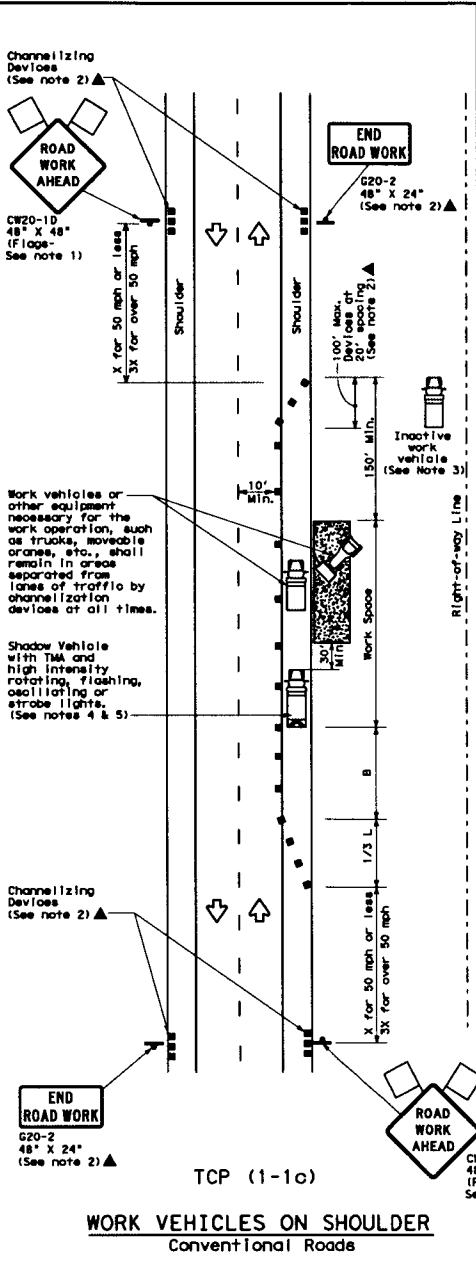 Channelizing
Devices
(See note 2)▲
ROAD
WORK
AHEAD
CW20-1D
48" X 48"
(Flags-
See note 1)
END
ROAD WORK
G20-2
48" X 24"
(See note 2)▲
X for 50 mph or less
3X for over 50 mph
Shoulder
Shoulder
100' Max.
Devices at
20' spacing
(See note 2)▲
150' Min.
Inactive
work
vehicle
(See Note 3)
Right-of-way Line
10'
Min.
Work vehicles or
other equipment
necessary for the
work operation, such
as trucks, moveable
cranes, etc., shall
remain in areas
separated from
lanes of traffic by
channelization
devices at all times.
Work Space
30'
Min.
Shadow Vehicle
with TMA and
high intensity
rotating, flashing,
oscillating or
strobe lights.
(See notes 4 & 5)
B
1/3 L
Channelizing
Devices
(See note 2)▲
X for 50 mph or less
3X for over 50 mph
END
ROAD WORK
G20-2
48" X 24"
(See note 2)▲
ROAD
WORK
AHEAD
TCP (1-1c)
WORK VEHICLES ON SHOULDER
Conventional Roads